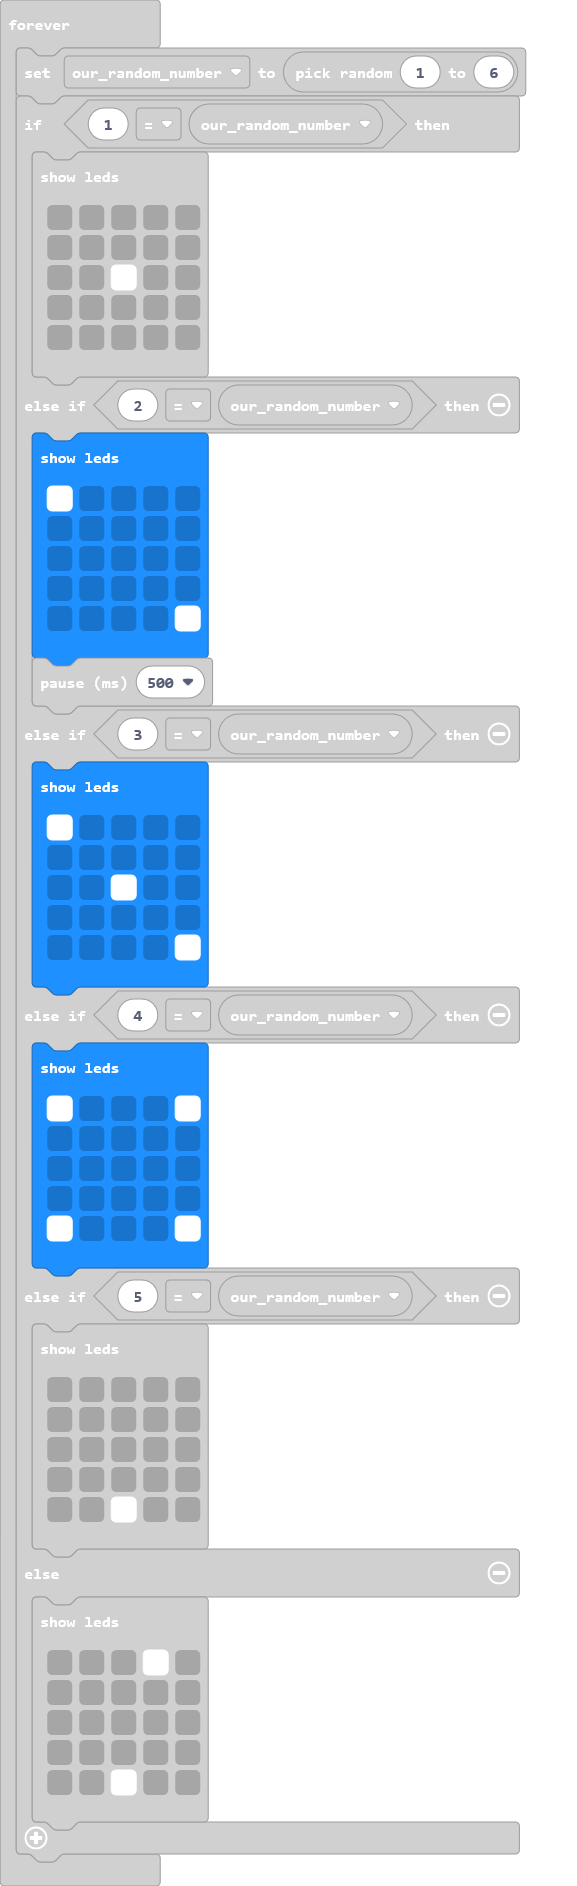 forever
set our_random_number to pick random 1 to 6
if 1 = our_random_number then
show leds
else if 2 = our_random_number then
show leds
pause (ms) 500
else if 3 = our_random_number then
show leds
else if 4 = our_random_number then
show leds
else if 5 = our_random_number then
show leds
else
show leds